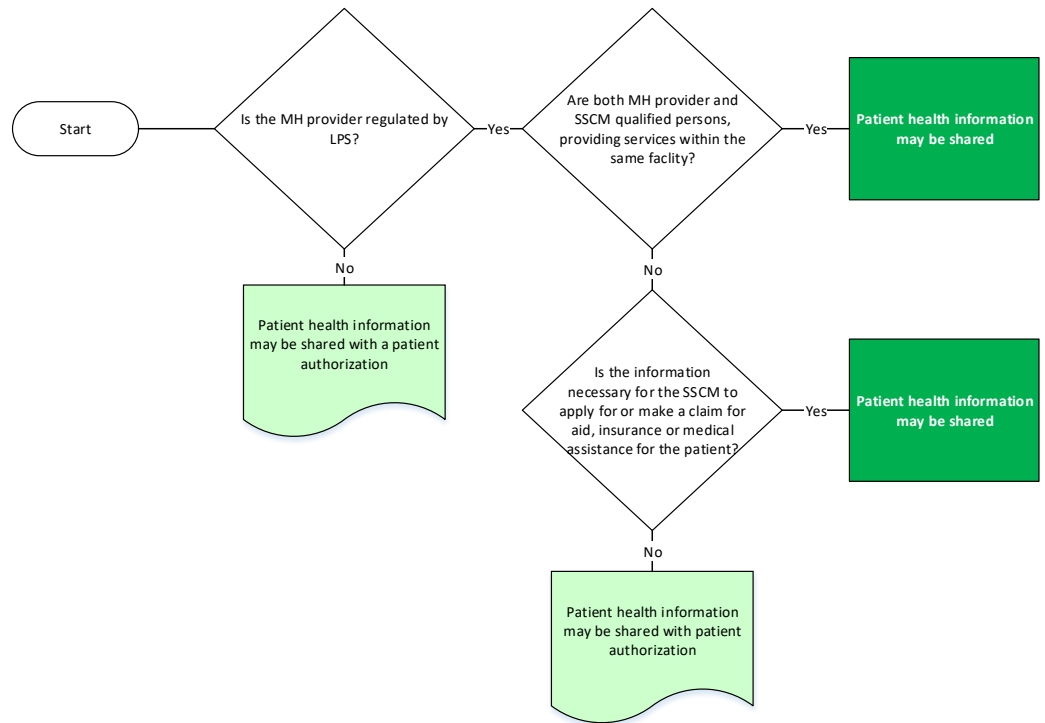 Start
Is the MH provider regulated by
LPS?
Yes
Are both MH provider and
SSCM qualified persons,
providing services within the
same faclity?
Yes
Patient health information
may be shared
No
Patient health information
may be shared with a patient
authorization
No
Is the information
necessary for the SSCM to
apply for or make a claim for
aid, insurance or medical
assistance for the patient?
Yes
Patient health information
may be shared
No
Patient health information
may be shared with patient
authorization